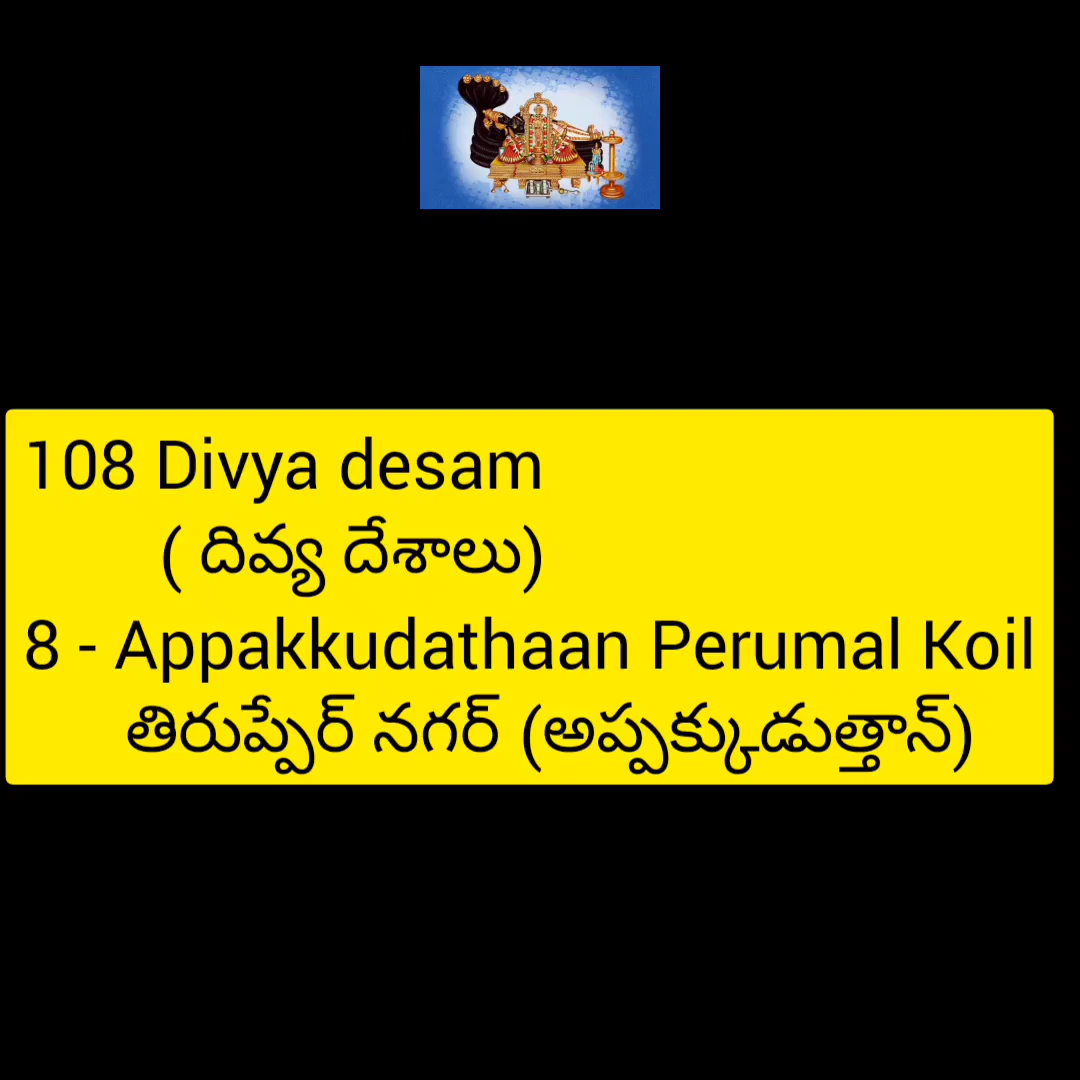 108 Divya desam
( దివ్య దేశాలు)
8 - Appakkudathaan Perumal Koil
తిరుప్పేర్ నగర్ (అప్పక్కుడుత్తాన్)